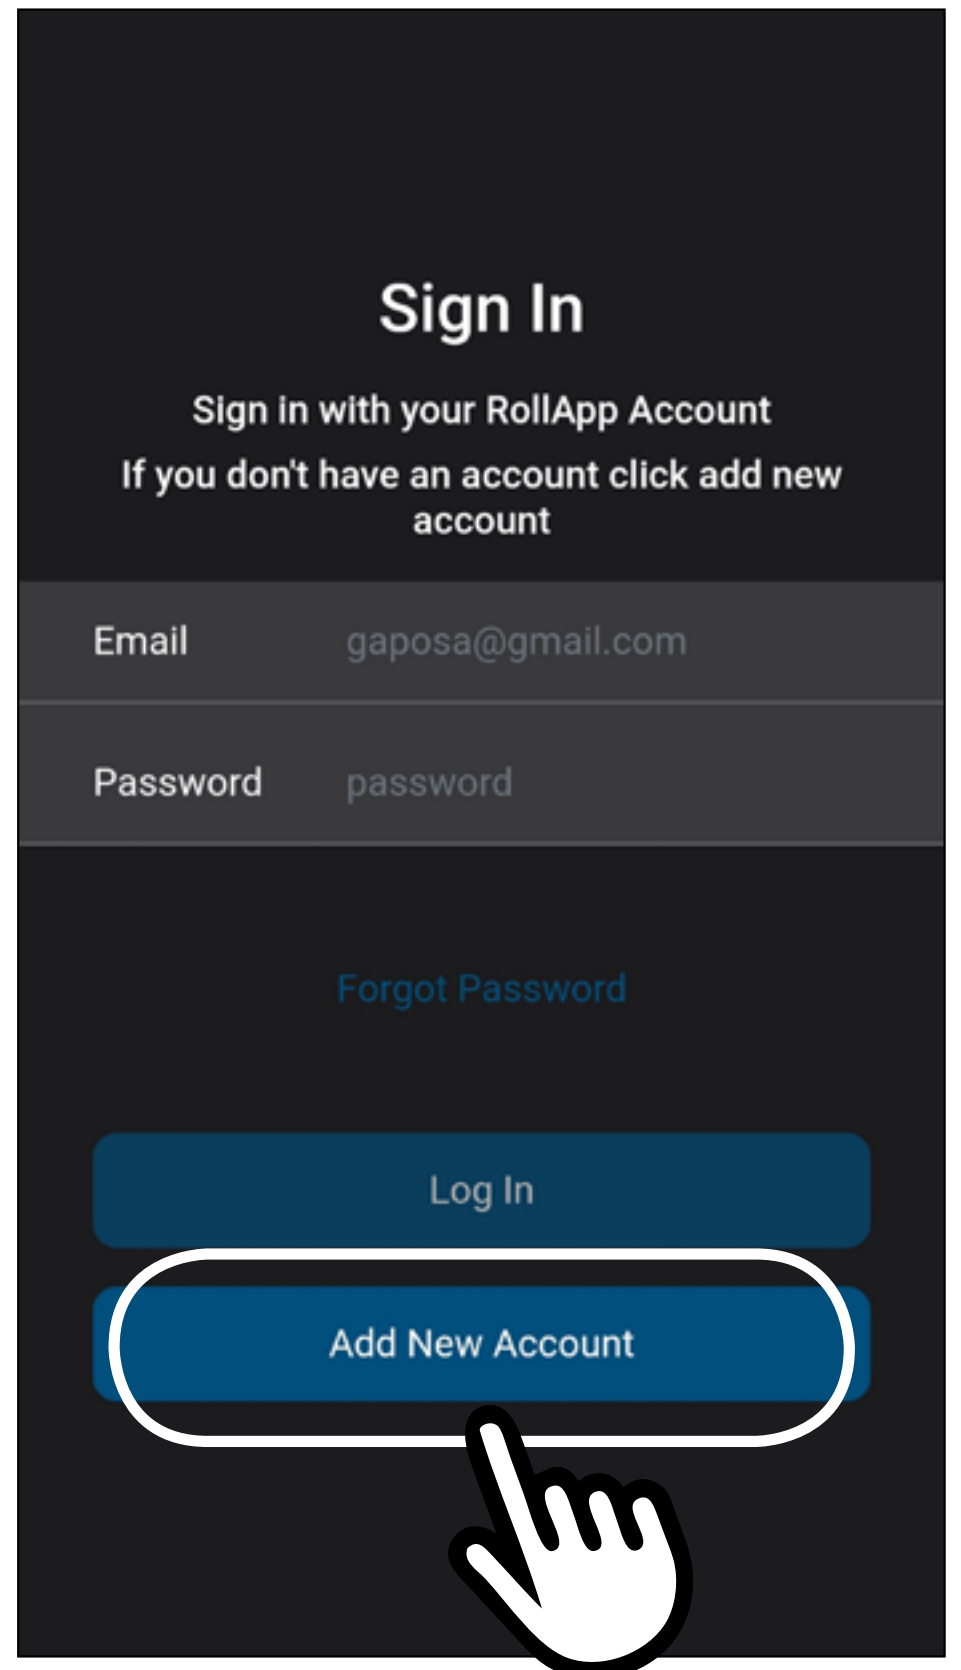 Sign In
Sign in with your RollApp Account
If you don't have an account click add new
account
Email gaposa@gmail.com
Password password
Forgot Password
Log In
Add New Account